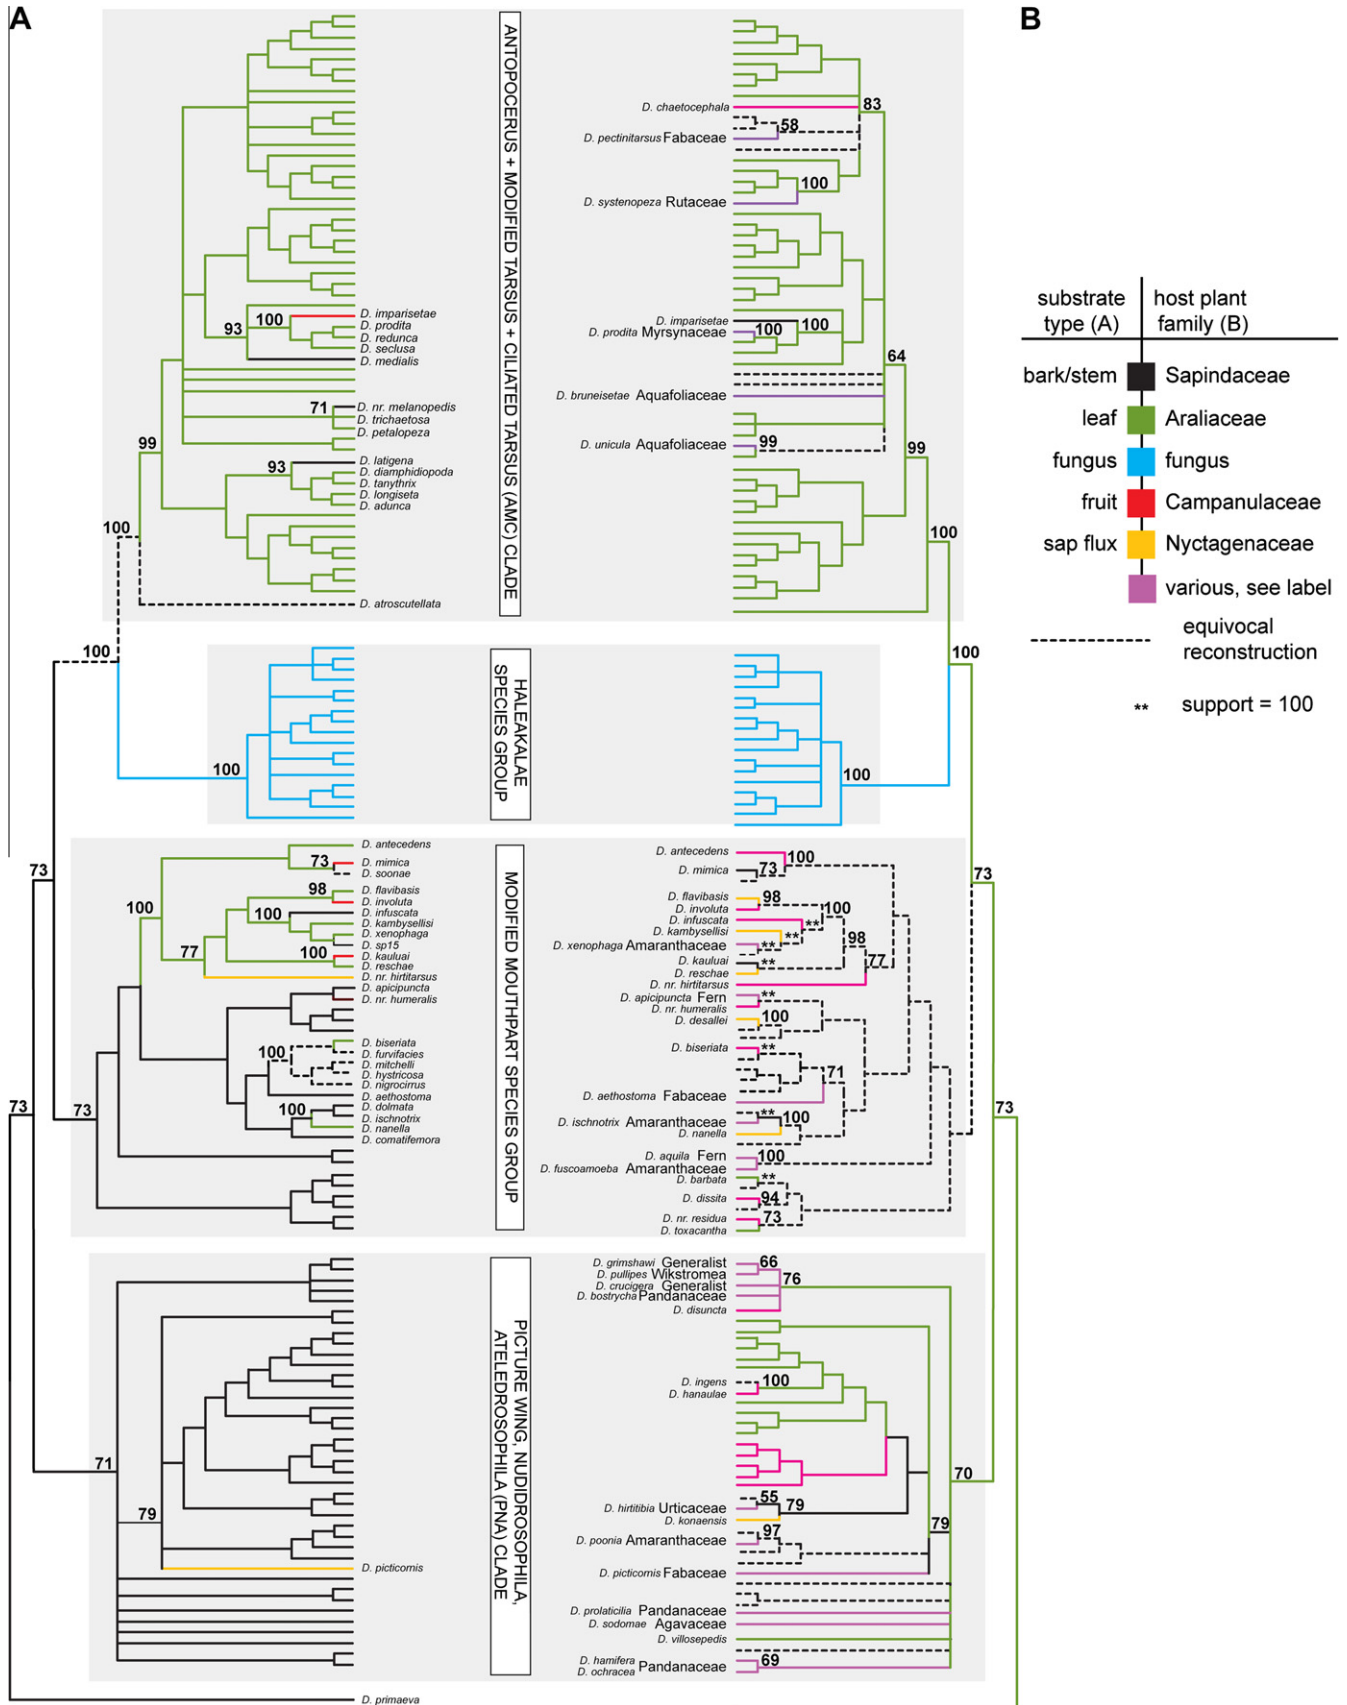 A
B
ANTOPOCERUS + MODIFIED TARSUS + CILIATED TARSUS (AMC) CLADE
93
100
D. imparisetae
D. prodita
D. redunca
D. seclusa
D. medialis
71
D. nr. melanopedis
D. trichaetosa
D. petalopeza
99
93
D. latigena
D. diamphidiopoda
D. tanythrix
D. longiseta
D. adunca
100
D. atroscutellata
D. chaetocephala
83
58
D. pectinitarsus Fabaceae
100
D. systenopeza Rutaceae
D. imparisetae
D. prodita Myrsynaceae
100
100
64
D. bruneisetae Aquafoliaceae
D. unicula Aquafoliaceae
99
99
100
substrate type (A)
host plant family (B)
bark/stem
Sapindaceae
leaf
Araliaceae
fungus
fungus
fruit
Campanulaceae
sap flux
Nyctagenaceae
various, see label
equivocal
reconstruction
** support = 100
100
100
HALEAKALAE
SPECIES GROUP
100
100
73
MODIFIED MOUTHPART SPECIES GROUP
D. antecedens
73
D. mimica
D. soonae
100
98
D. flavibasis
D. involuta
100
D. infuscata
D. kambysellisi
D. xenophaga
D. sp15
77
100
D. kauluai
D. reschae
D. nr. hirtitarsus
D. apicipuncta
D. nr. humeralis
D. biseriata
100
D. furvifacies
D. mitchelli
D. hystricosa
D. nigrocirrus
D. aethostoma
D. dolmata
100
D. ischnotrix
D. nanella
D. comatifemora
73
73
D. antecedens
100
D. mimica
73
73
D. flavibasis
98
D. involuta
100
D. infuscata
**
D. kambysellisi
**
D. xenophaga Amaranthaceae
**
98
D. kauluai
**
77
D. reschae
D. nr. hirtitarsus
D. apicipuncta Fern
**
D. nr. humeralis
D. desallei
100
D. biseriata
**
71
D. aethostoma Fabaceae
**
D. ischnotrix Amaranthaceae
100
D. nanella
73
D. aquila Fern
100
D. fuscoamoeba Amaranthaceae
D. barbata
**
D. dissita
94
D. nr. residua
73
D. toxacantha
PICTURE WING, NUDIDROSOPHILA,
ATELEDROSOPHILA (PNA) CLADE
71
79
D. picticornis
D. primaeva
D. grimshawi Generalist
66
D. pullipes Wikstromea
76
D. crucigera Generalist
D. bostrycha Pandanaceae
D. disuncta
D. ingens
100
D. hanaulae
70
55
D. hirtitibia Urticaceae
79
D. konaensis
79
97
D. poonia Amaranthaceae
D. picticornis Fabaceae
D. prolaticilia Pandanaceae
D. sodomae Agavaceae
D. villosepedis
D. hamifera
D. ochracea
Pandanaceae
69